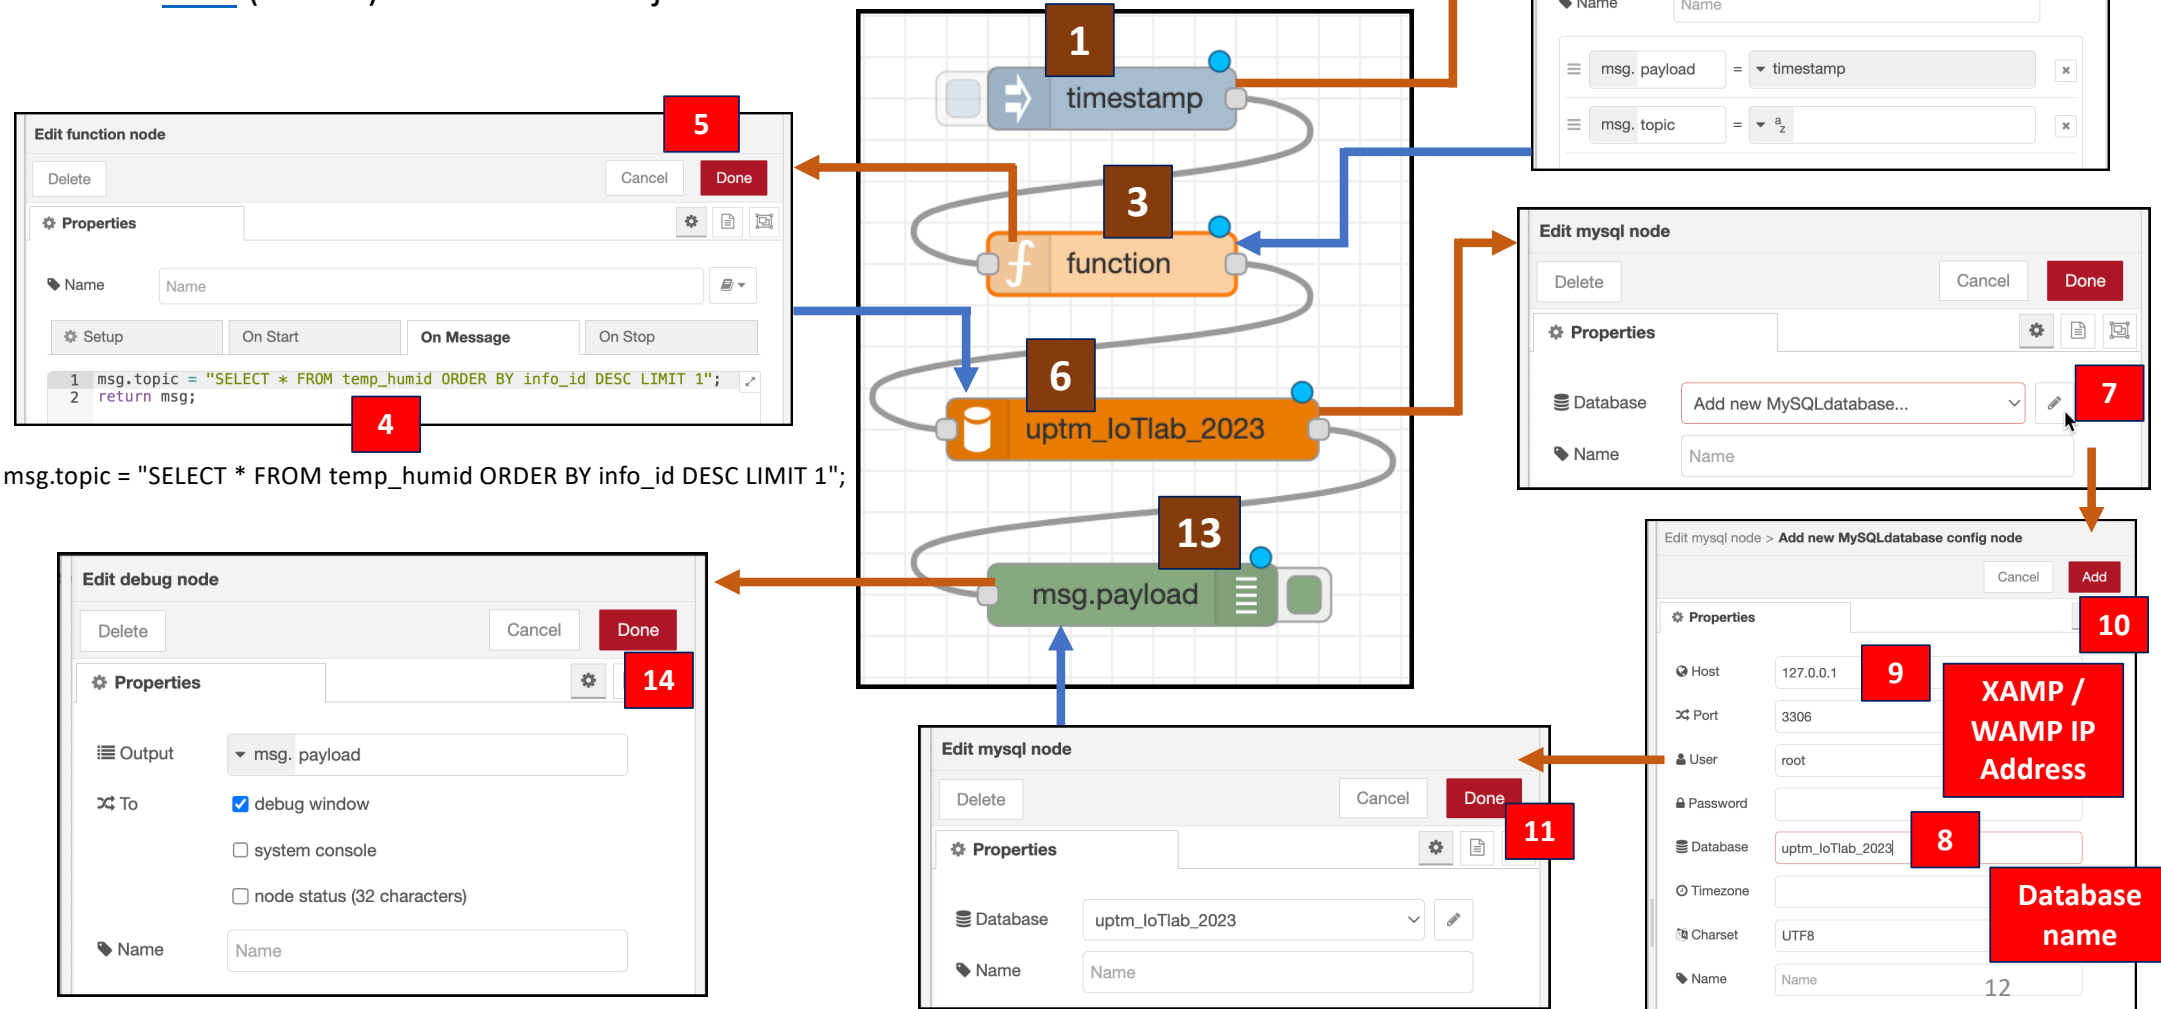 1
timestamp
3
function
6
uptm_IoTlab_2023
13
msg.payload
Name
Name
msg. payload
=
timestamp
msg. topic
=
a
z
Edit function node
5
Delete
Cancel
Done
Properties
Name
Name
Setup
On Start
On Message
On Stop
1 msg.topic = "SELECT * FROM temp_humid ORDER BY info_id DESC LIMIT 1";
2 return msg;
4
msg.topic = "SELECT * FROM temp_humid ORDER BY info_id DESC LIMIT 1";
Edit mysql node
Delete
Cancel
Done
Properties
Database
Add new MySQLdatabase...
7
Name
Name
Edit mysql node > Add new MySQLdatabase config node
Cancel
Add
Properties
10
Host
127.0.0.1
9
XAMP /
WAMP IP
Address
Port
3306
User
root
Password
Database
uptm_IoTlab_2023
8
Timezone
Database
name
Charset
UTF8
Name
Name
12
Edit debug node
Delete
Cancel
Done
Properties
14
Output
msg. payload
To
debug window
system console
node status (32 characters)
Name
Name
Edit mysql node
Delete
Cancel
Done
11
Properties
Database
uptm_IoTlab_2023
Name
Name